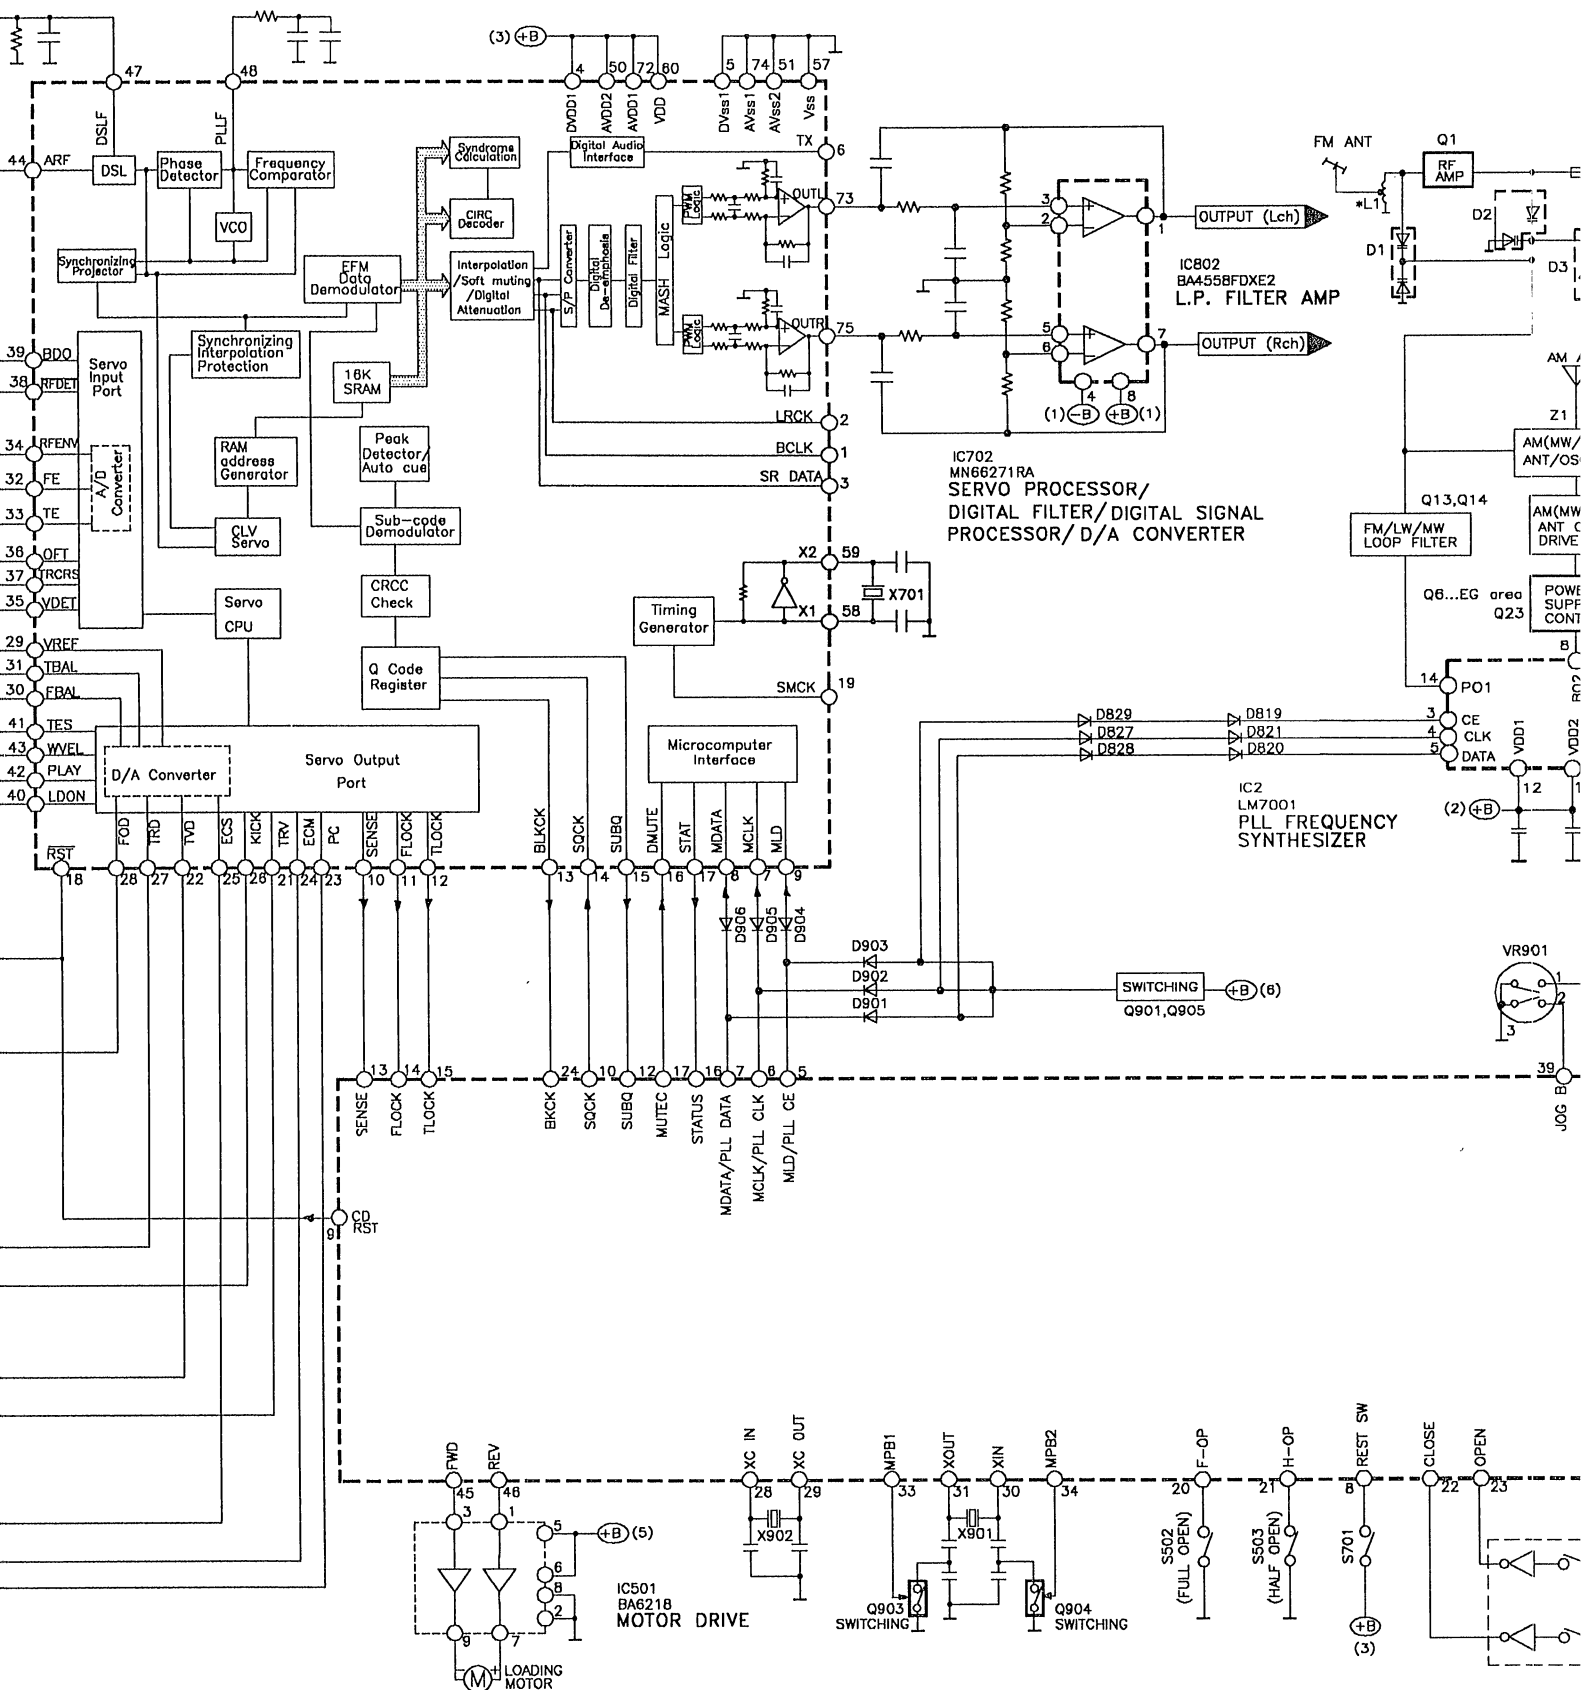 (3) +B
47
48
4
50
72
60
5
74
51
57
DSLF
PLLF
DVDD1
AVDD2
AVDD1
VDD
DVss1
AVss1
AVss2
Vss
TX
6
44
ARF
DSL
Phase
Detector
Frequency
Comparator
VCO
Synchronizing
Projector
EFM
Data
Demodulator
Syndrome
Calculation
CIRC
Decoder
Digital Audio
Interface
Interpolation
/Soft muting
/Digital
Attenuation
S/P Converter
Digital
De-emphasis
Digital Filter
MASH Logic
PWM
Logic
PWM
Logic
OUTL
73
OUTR
75
Synchronizing
Interpolation
Protection
16K
SRAM
39
BDO
38
RFDET
Servo
Input
Port
34
RFENV
32
FE
33
TE
A/D
Converter
36
OFT
37
TRCRS
35
VDET
RAM
address
Generator
Peak
Detector/
Auto cue
CLV
Servo
Sub-code
Demodulator
CRCC
Check
Servo
CPU
Q Code
Register
LRCK
2
BCLK
1
SR DATA
3
X2
59
X1
58
X701
Timing
Generator
SMCK
19
29
VREF
31
TBAL
30
FBAL
41
TES
43
WVEL
42
PLAY
40
LDON
D/A Converter
Servo Output
Port
Microcomputer
Interface
RST
18
FOD
28
TRD
27
TVD
22
ECS
25
KICK
26
TRV
21
ECM
24
PC
23
SENSE
10
FLOCK
11
TLOCK
12
BLKCK
13
SQCK
14
SUBQ
15
DMUTE
16
STAT
17
MDATA
8
MCLK
7
MLD
9
3
2
1
5
6
7
4
8
(1) -B
+B (1)
OUTPUT (Lch)
OUTPUT (Rch)
IC802
BA4558FDXE2
L.P. FILTER AMP
IC702
MN66271RA
SERVO PROCESSOR/
DIGITAL FILTER/DIGITAL SIGNAL
PROCESSOR/D/A CONVERTER
FM ANT
*L1
Q1
RF
AMP
D1
D2
D3
AM A
Z1
AM(MW/
ANT/OS
Q13,Q14
FM/LW/MW
LOOP FILTER
AM(MW
ANT
DRIVE
Q6...EG area
Q23
POWE
SUPP
CONT
8
BO2
14
PO1
3
CE
4
CLK
5
DATA
VDD1
VDD2
12
(2) +B
D829
D819
D827
D821
D828
D820
IC2
LM7001
PLL FREQUENCY
SYNTHESIZER
D906
D905
D904
D903
D902
D901
SWITCHING
Q901,Q905
+B (6)
VR901
1
2
3
39
JOG B
13
14
15
24
10
12
17
16
7
6
5
SENSE
FLOCK
TLOCK
BKCK
SQCK
SUBQ
MUTEC
STATUS
MDATA/PLL DATA
MCLK/PLL CLK
MLD/PLL CE
CD
RST
9
FWD
45
REV
46
3
1
5
6
8
2
9
7
+B (5)
IC501
BA6218
MOTOR DRIVE
M
+
LOADING
MOTOR
XC IN
28
XC OUT
29
X902
MPB1
33
XOUT
31
XIN
30
X901
MPB2
34
Q903
SWITCHING
Q904
SWITCHING
F-OP
20
S502
(FULL OPEN)
H-OP
21
S503
(HALF OPEN)
REST SW
8
S701
+B
(3)
CLOSE
22
OPEN
23